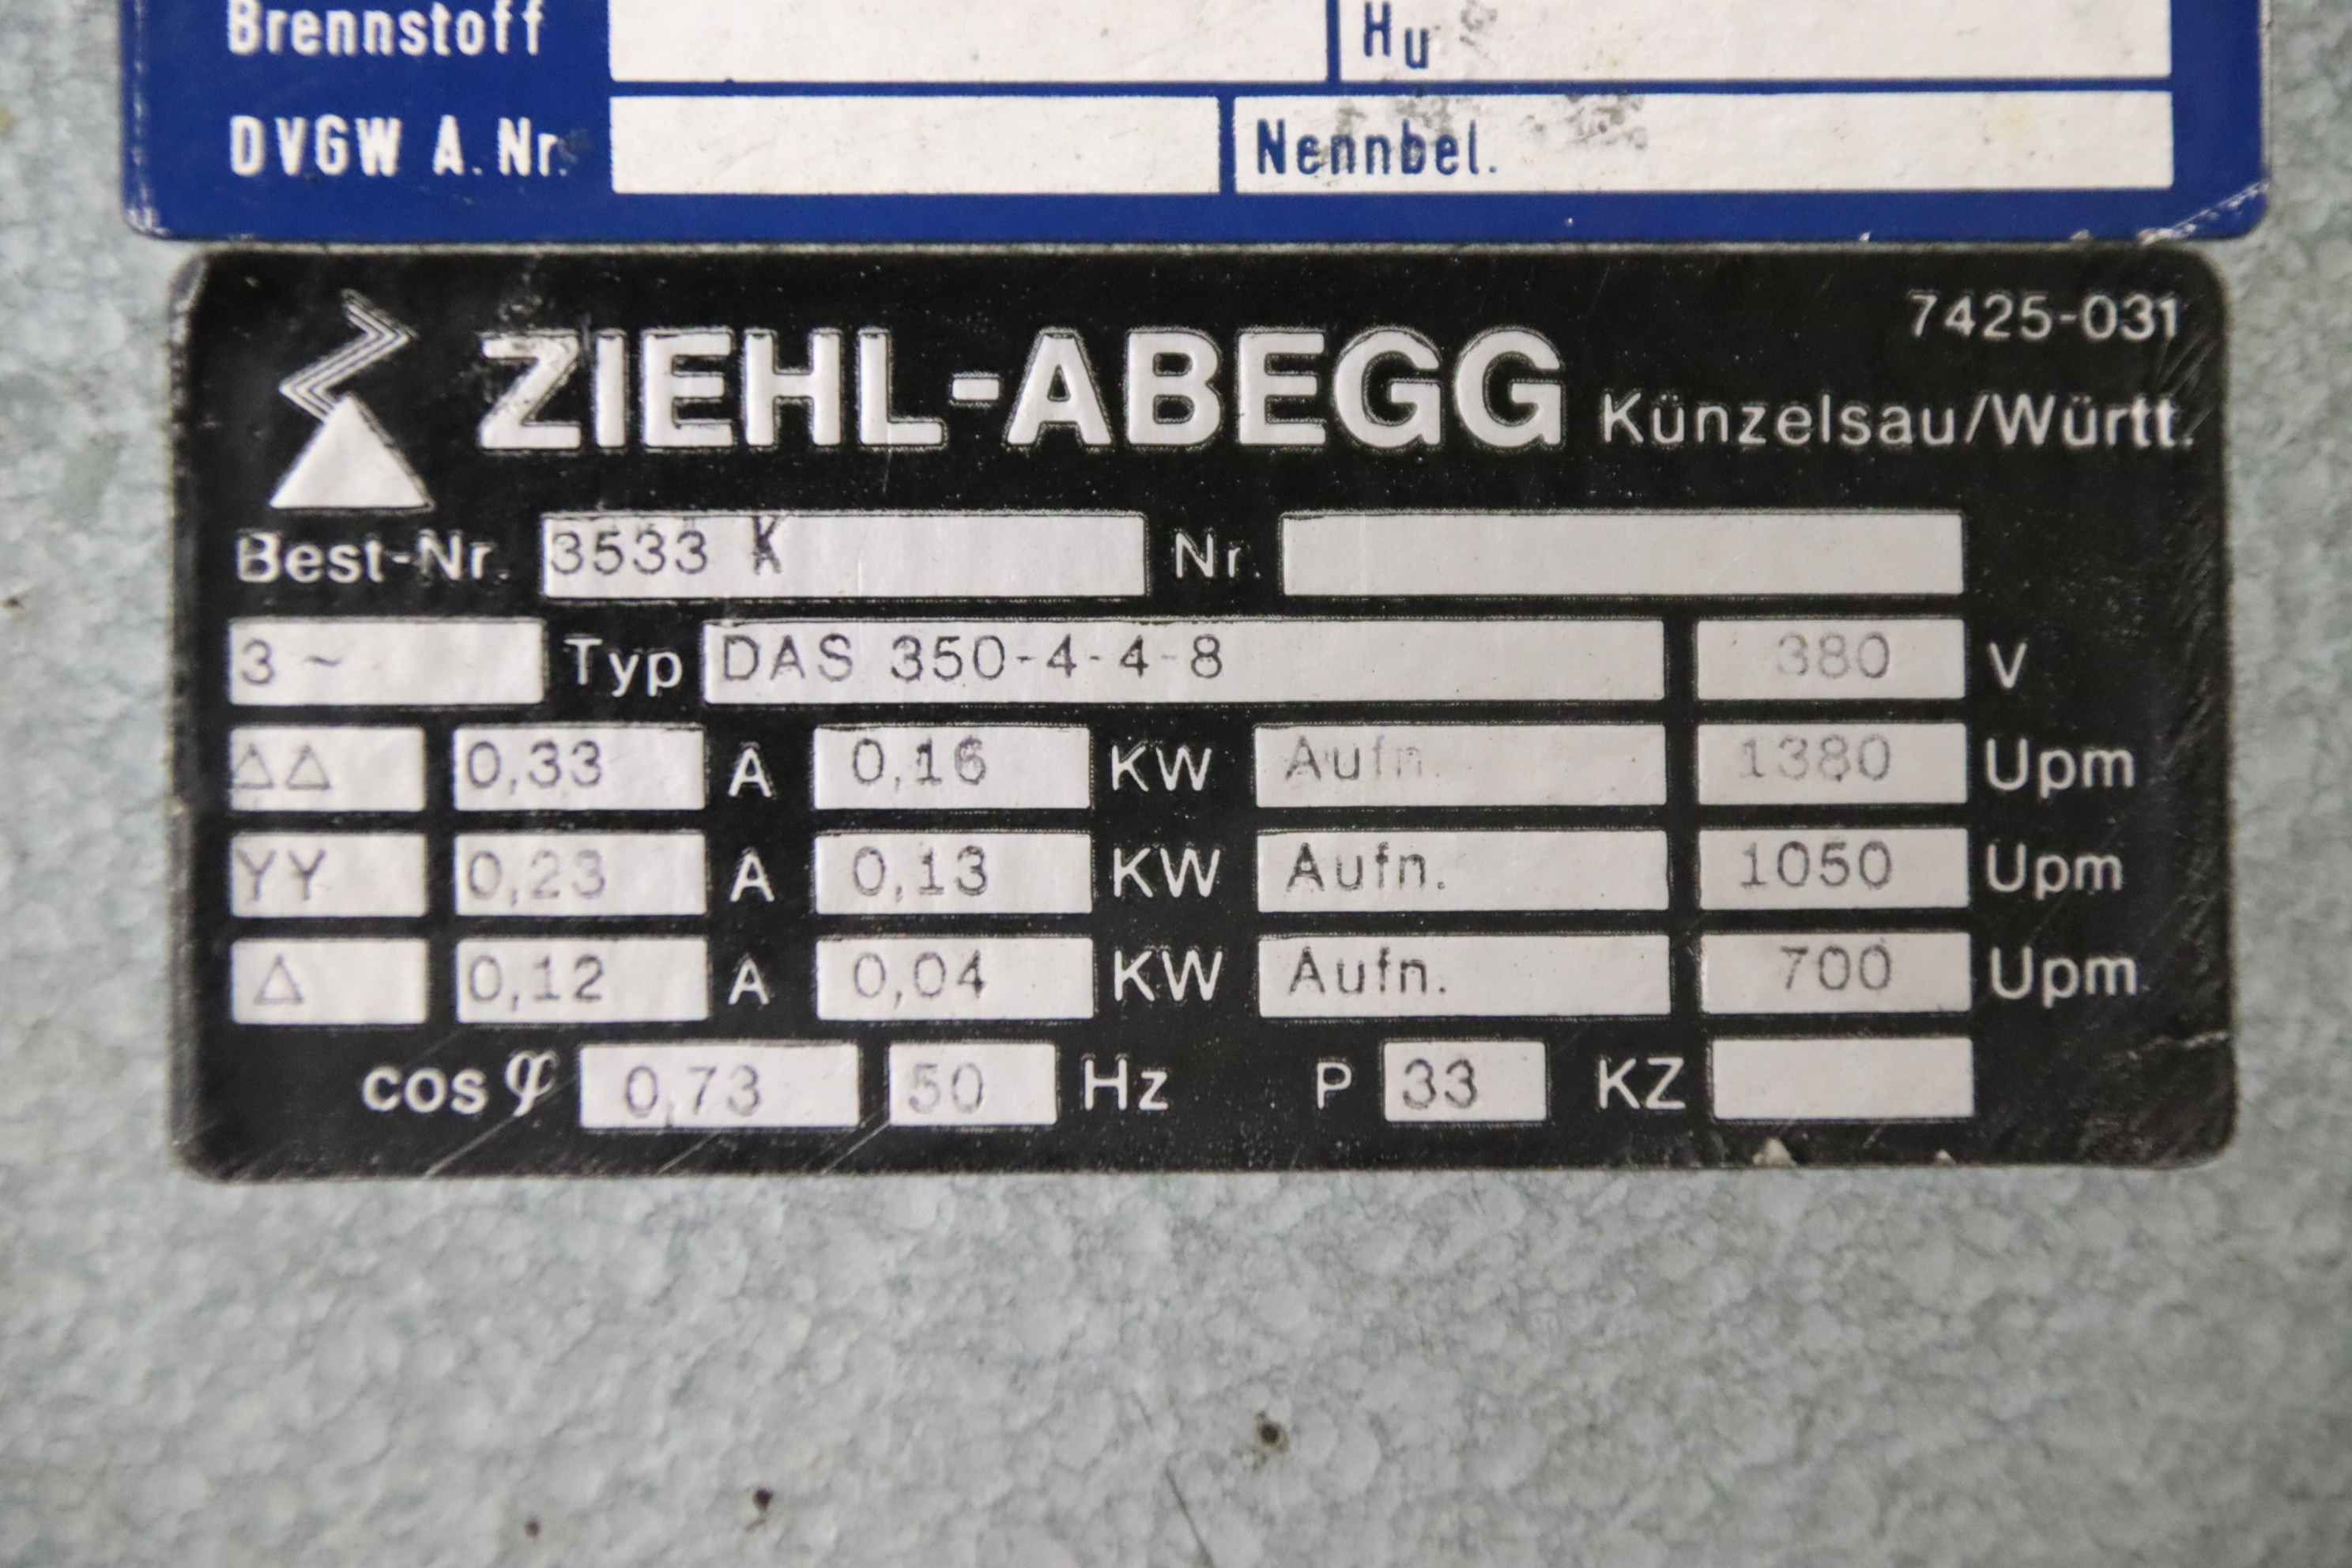 Brennstoff Hu
DVGW A.Nr. Nennbel.
7425-031
ZIEHL-ABEGG Künzelsau/Württ.
Best-Nr. 3533 K Nr.
3 ~ Typ DAS 350-4-4-8 380 V
ΔΔ 0,33 A 0,16 KW Aufn. 1380 Upm
YY 0,23 A 0,13 KW Aufn. 1050 Upm
Δ 0,12 A 0,04 KW Aufn. 700 Upm
cos φ 0,73 50 Hz P 33 KZ